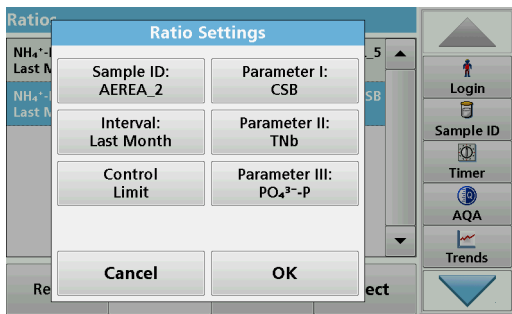 Ratios
Ratio Settings
NH₄⁺-
Last
_5
NH₄⁺-
Last
SB
Sample ID:
AEREA_2
Parameter I:
CSB
Interval:
Last Month
Parameter II:
TNb
Control
Limit
Parameter III:
PO₄³⁻-P
Cancel
OK
Re
ect
Login
Sample ID
Timer
AQA
Trends